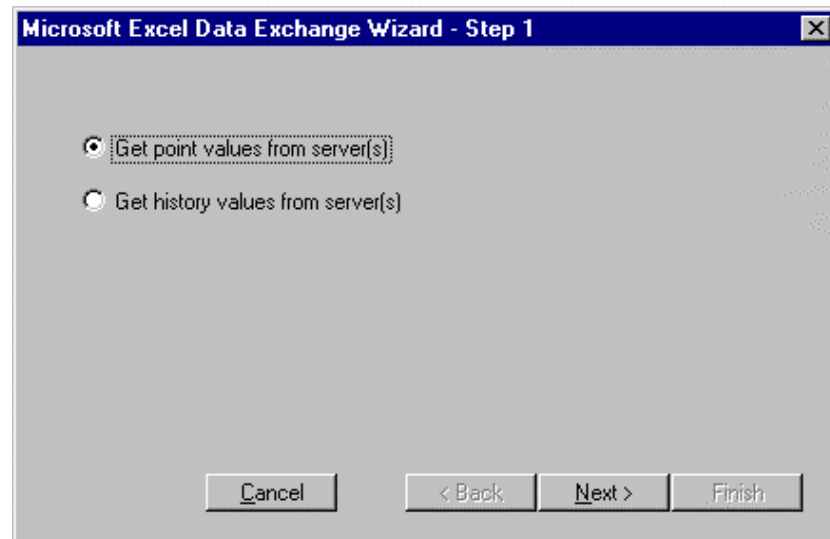 Microsoft Excel Data Exchange Wizard - Step 1
Get point values from server(s)
Get history values from server(s)
Cancel < Back Next > Finish